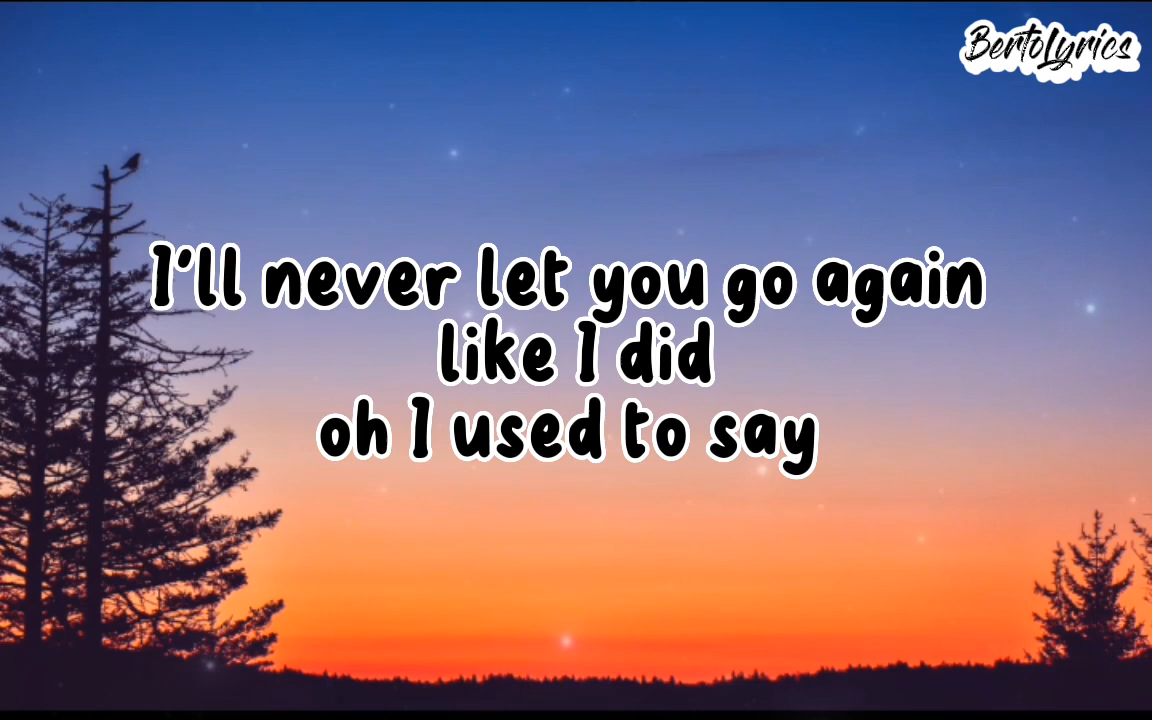 BertoLyrics
I'll never let you go again
like I did
oh I used to say